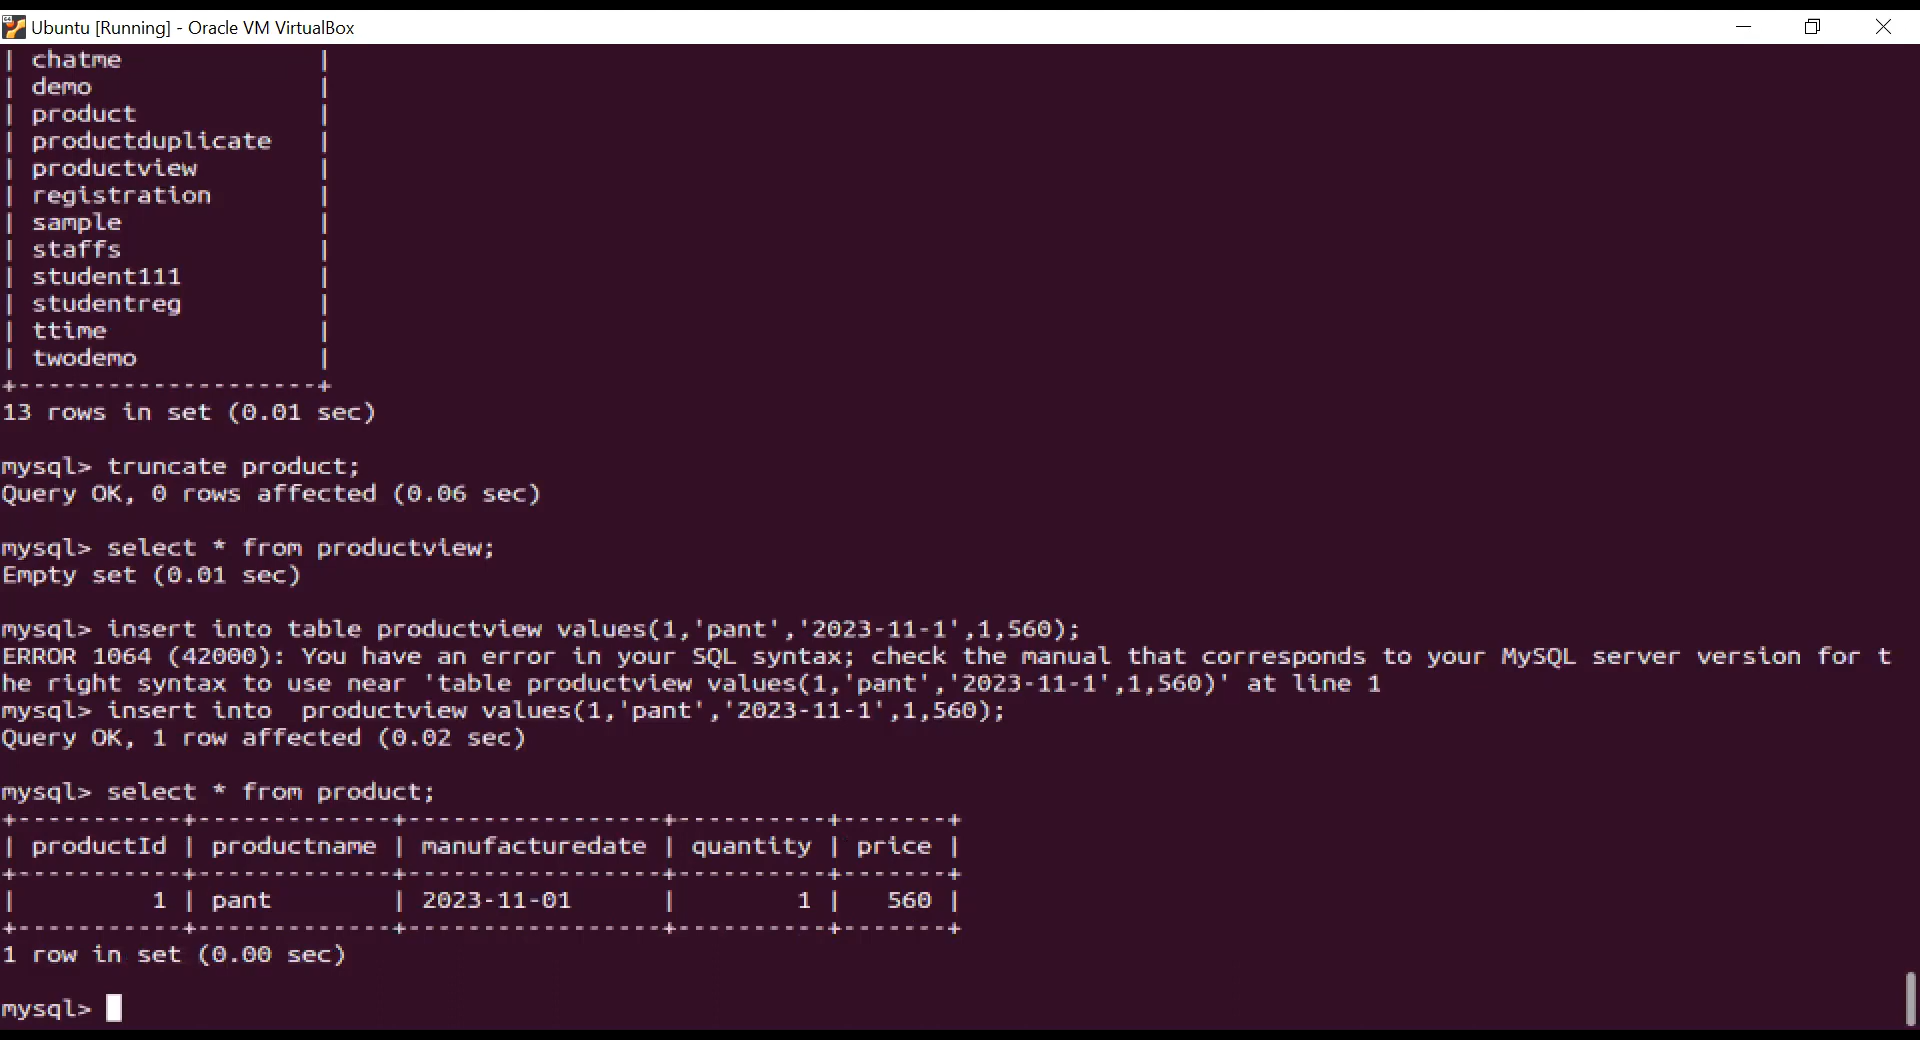 Ubuntu [Running] - Oracle VM VirtualBox
| chatme             |
| demo               |
| product            |
| productduplicate   |
| productview        |
| registration       |
| sample             |
| staffs             |
| student111         |
| studentreg         |
| ttime              |
| twodemo            |
+--------------------+
13 rows in set (0.01 sec)
mysql> truncate product;
Query OK, 0 rows affected (0.06 sec)
mysql> select * from productview;
Empty set (0.01 sec)
mysql> insert into table productview values(1,'pant','2023-11-1',1,560);
ERROR 1064 (42000): You have an error in your SQL syntax; check the manual that corresponds to your MySQL server version for t
he right syntax to use near 'table productview values(1,'pant','2023-11-1',1,560)' at line 1
mysql> insert into  productview values(1,'pant','2023-11-1',1,560);
Query OK, 1 row affected (0.02 sec)
mysql> select * from product;
+-----------+-------------+-----------------+----------+-------+
| productId | productname | manufacturedate | quantity | price |
+-----------+-------------+-----------------+----------+-------+
|         1 | pant        | 2023-11-01      |        1 |   560 |
+-----------+-------------+-----------------+----------+-------+
1 row in set (0.00 sec)
mysql>